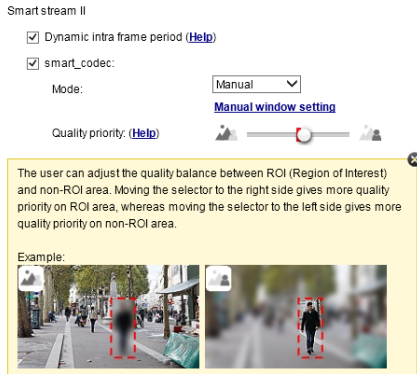 Smart stream II
Dynamic intra frame period (Help)
smart_codec:
Mode:
Manual
Manual window setting
Quality priority: (Help)
The user can adjust the quality balance between ROI (Region of Interest)
and non-ROI area. Moving the selector to the right side gives more quality
priority on ROI area, whereas moving the selector to the left side gives more
quality priority on non-ROI area.
Example: